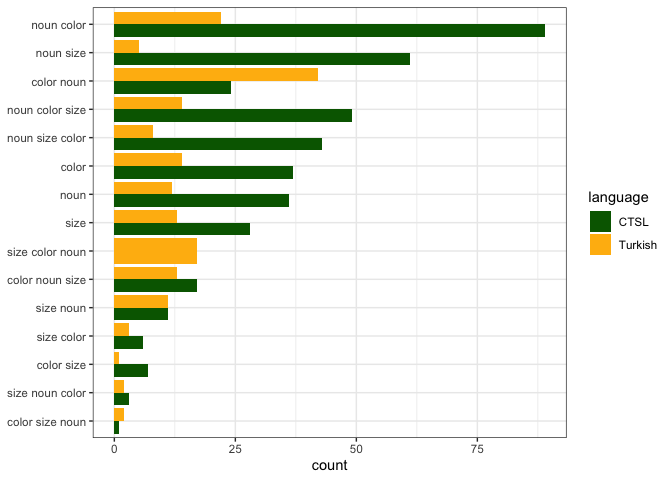 noun color
noun size
color noun
noun color size
noun size color
color
noun
size
size color noun
color noun size
size noun
size color
color size
size noun color
color size noun
0 25 50 75
count
language
CTSL
Turkish